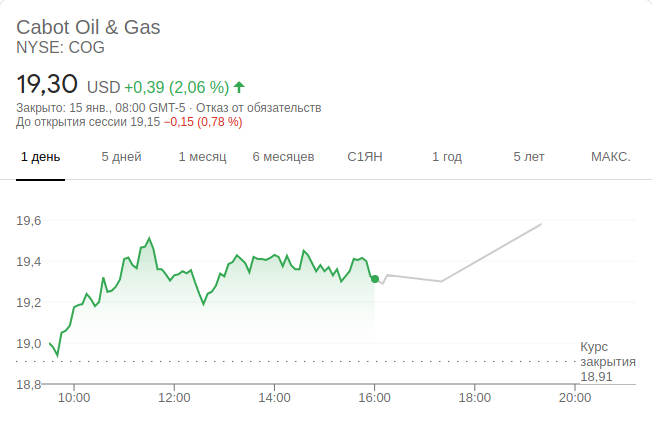 Cabot Oil & Gas
NYSE: COG
19,30 USD +0,39 (2,06 %)
Закрыто: 15 янв., 08:00 GMT-5 · Отказ от обязательств
До открытия сессии 19,15 −0,15 (0,78 %)
1 день 5 дней 1 месяц 6 месяцев С1ЯН 1 год 5 лет МАКС.
19,6
19,4
19,2
19,0
Курс
закрытия
18,91
18,8
10:00 12:00 14:00 16:00 18:00 20:00